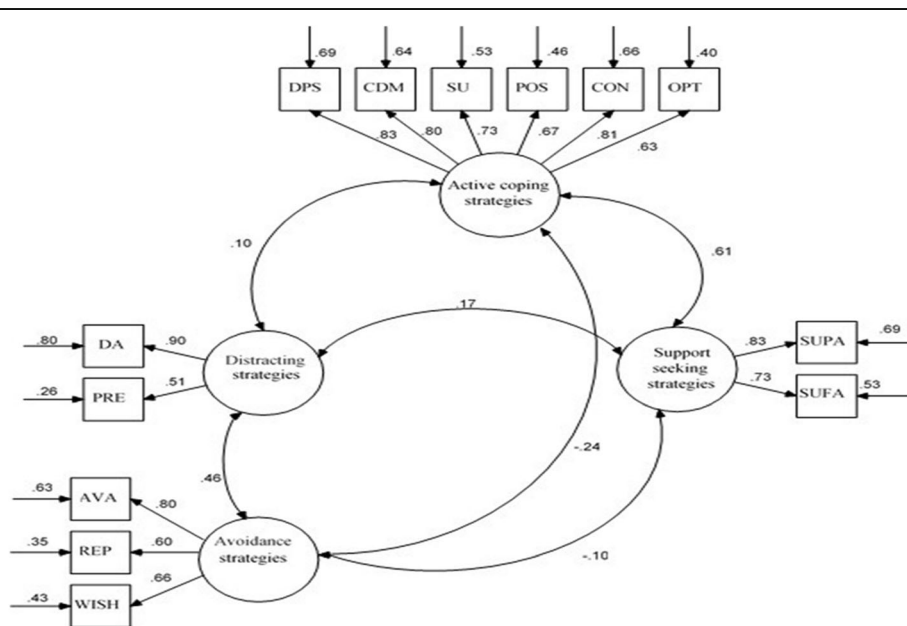 .69 .64 .53 .46 .66 .40
DPS CDM SU POS CON OPT
.83 .80 .73 .67 .81 .63
Active coping
strategies
.10
.61
.17
.80 DA .90
.26 PRE .51
Distracting
strategies
Support
seeking
strategies
.83 SUPA .69
.73 SUFA .53
.46
-.24
.63 AVA .80
.35 REP .60
.43 WISH .66
Avoidance
strategies
-.10